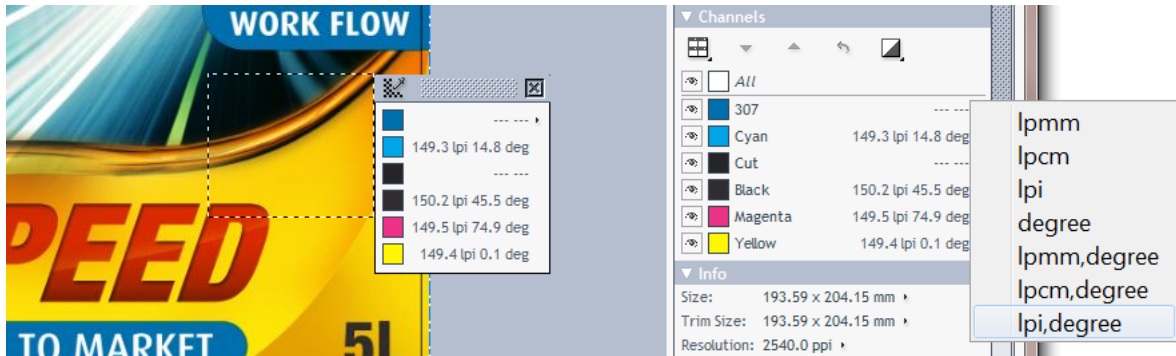 WORK FLOW
PEED
TO MARKET
5L
--- ---
149.3 lpi 14.8 deg
--- ---
150.2 lpi 45.5 deg
149.5 lpi 74.9 deg
149.4 lpi 0.1 deg
Channels
All
307 --- ---
Cyan 149.3 lpi 14.8 deg
Cut --- ---
Black 150.2 lpi 45.5 deg
Magenta 149.5 lpi 74.9 deg
Yellow 149.4 lpi 0.1 deg
Info
Size: 193.59 x 204.15 mm
Trim Size: 193.59 x 204.15 mm
Resolution: 2540.0 ppi
lpmm
lpcm
lpi
degree
lpmm,degree
lpcm,degree
lpi,degree